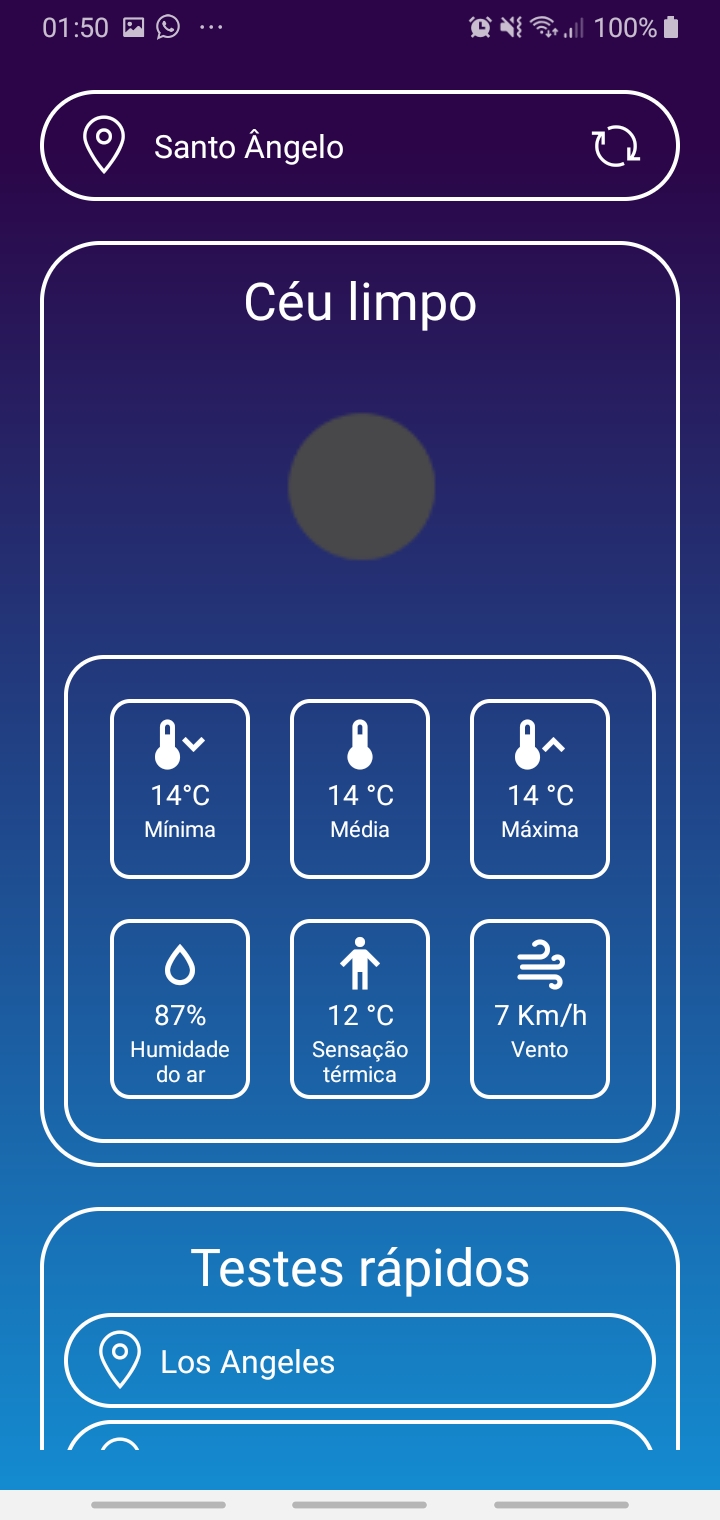 01:50 100%
Santo Ângelo
Céu limpo
14°C 14 °C 14 °C
Mínima Média Máxima
87% 12 °C 7 Km/h
Humidade Sensação Vento
do ar térmica
Testes rápidos
Los Angeles